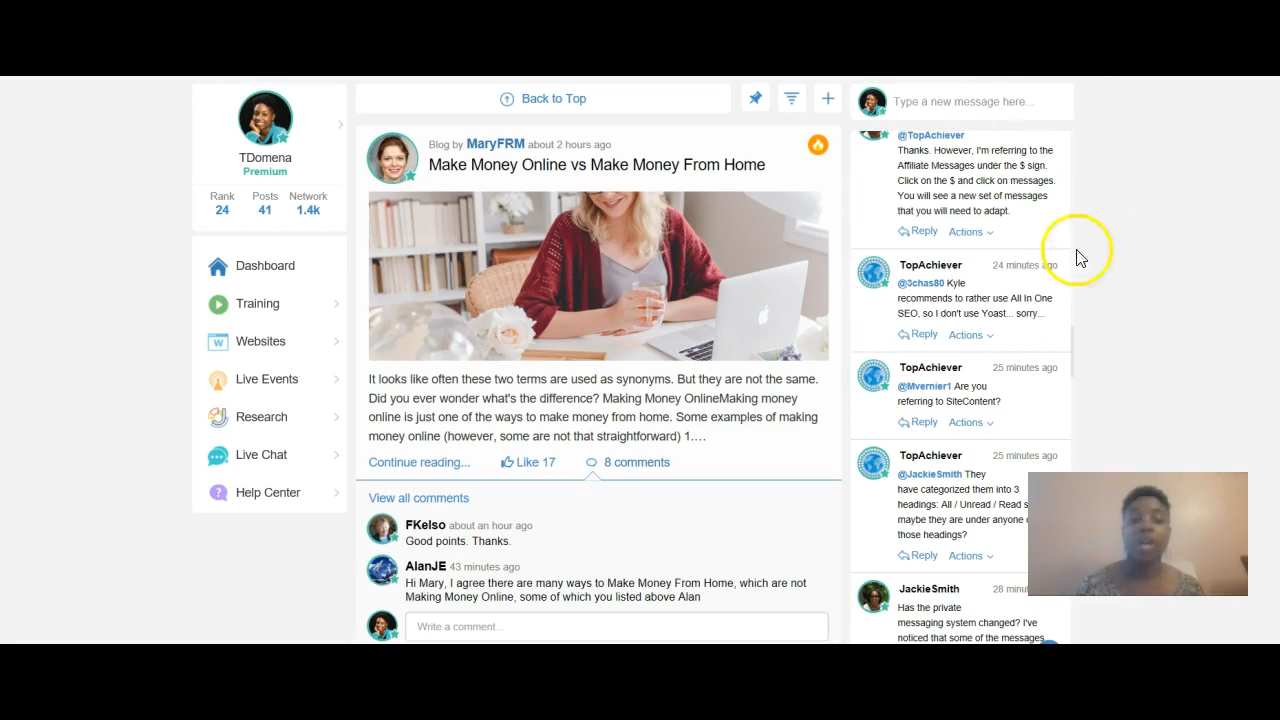 TDomena
Premium
Rank Posts Network
24 41 1.4k
Dashboard
Training
Websites
Live Events
Research
Live Chat
Help Center
Back to Top
Blog by MaryFRM about 2 hours ago
Make Money Online vs Make Money From Home
It looks like often these two terms are used as synonyms. But they are not the same.
Did you ever wonder what's the difference? Making Money OnlineMaking money
online is just one of the ways to make money from home. Some examples of making
money online (however, some are not that straightforward) 1.…
Continue reading... Like 17 8 comments
View all comments
FKelso about an hour ago
Good points. Thanks.
AlanJE 43 minutes ago
Hi Mary, I agree there are many ways to Make Money From Home, which are not
Making Money Online, some of which you listed above Alan
Write a comment...
Type a new message here...
@TopAchiever
Thanks. However, I'm referring to the
Affiliate Messages under the $ sign.
Click on the $ and click on messages.
You will see a new set of messages
that you will need to adapt.
Reply Actions
TopAchiever 24 minutes ago
@3chas80 Kyle
recommends to rather use All In One
SEO, so I don't use Yoast... sorry...
Reply Actions
TopAchiever 25 minutes ago
@Mvernier1 Are you
referring to SiteContent?
Reply Actions
TopAchiever 25 minutes ago
@JackieSmith They
have categorized them into 3
headings: All / Unread / Read s
maybe they are under anyone
those headings?
Reply Actions
JackieSmith 28 minu
Has the private
messaging system changed? I've
noticed that some of the messages